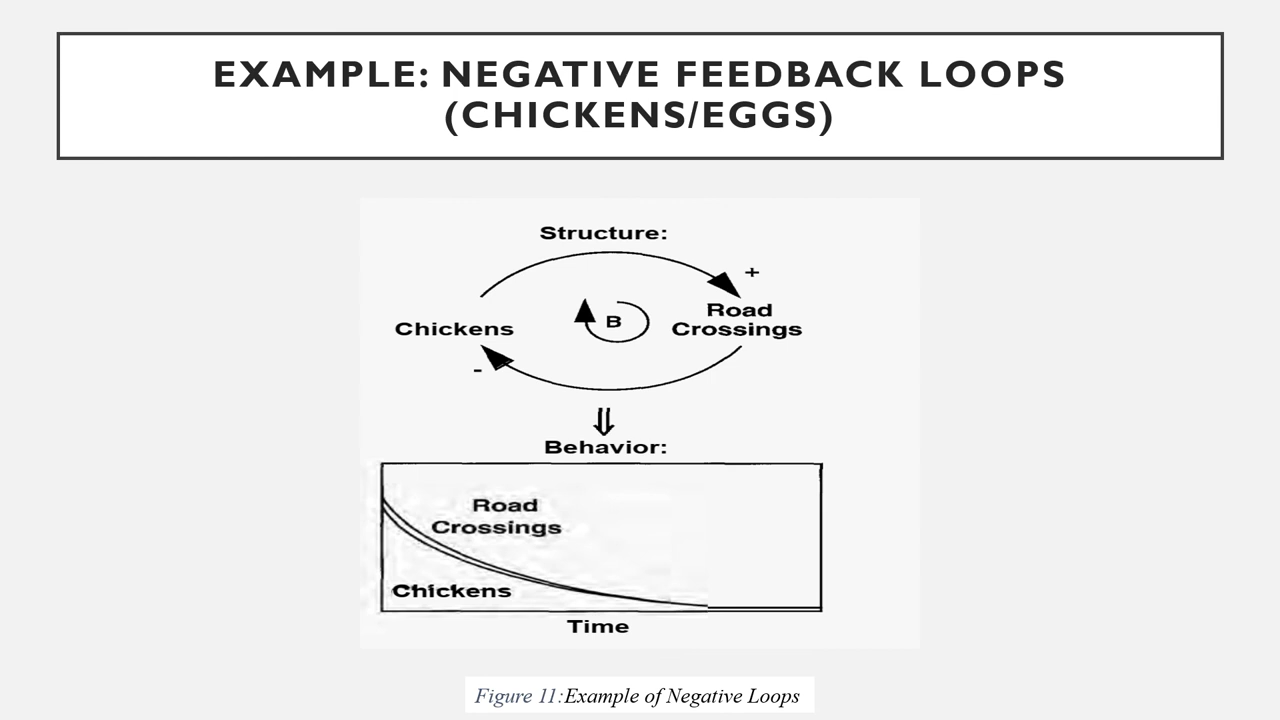 EXAMPLE: NEGATIVE FEEDBACK LOOPS
(CHICKENS/EGGS)
Structure:
+
Road
Crossings
Chickens
B
-
⇓
Behavior:
Road
Crossings
Chickens
Time
Figure 11:Example of Negative Loops